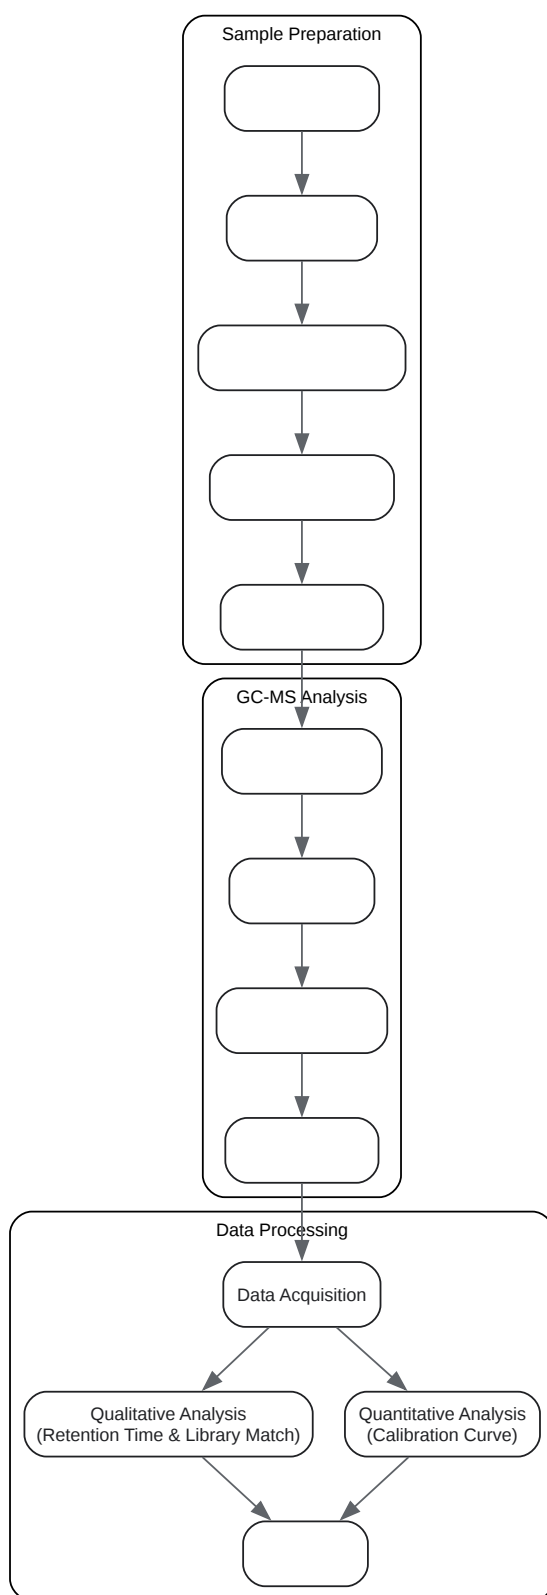 Sample Preparation
GC-MS Analysis
Data Processing
Data Acquisition
Qualitative Analysis
(Retention Time & Library Match)
Quantitative Analysis
(Calibration Curve)